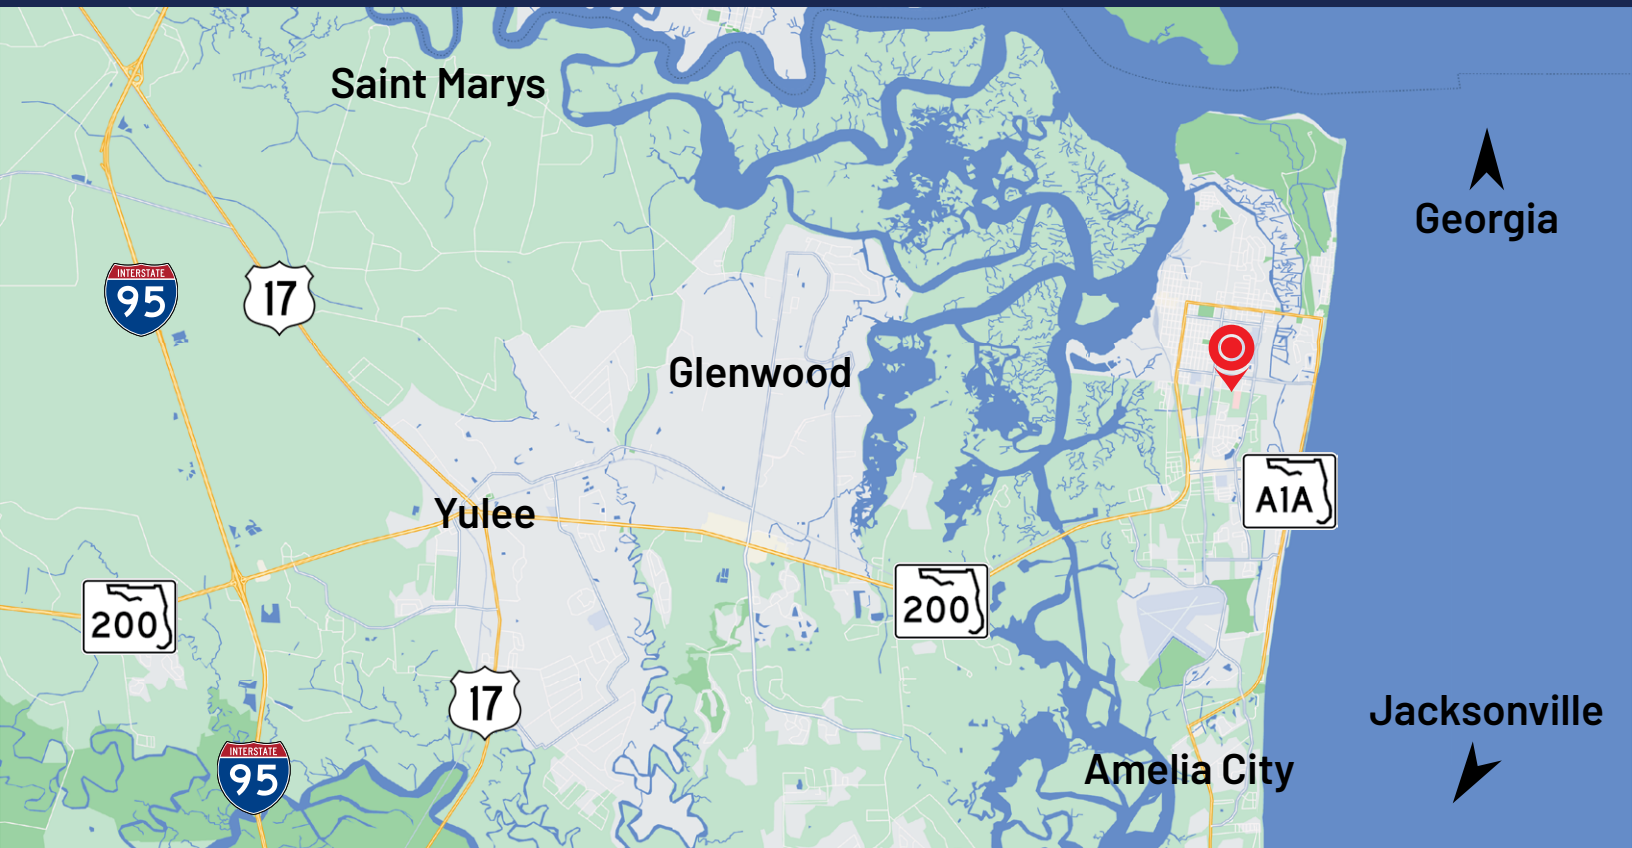 Saint Marys
Georgia
INTERSTATE
95
17
Glenwood
A1A
Yulee
200
200
17
Jacksonville
INTERSTATE
95
Amelia City